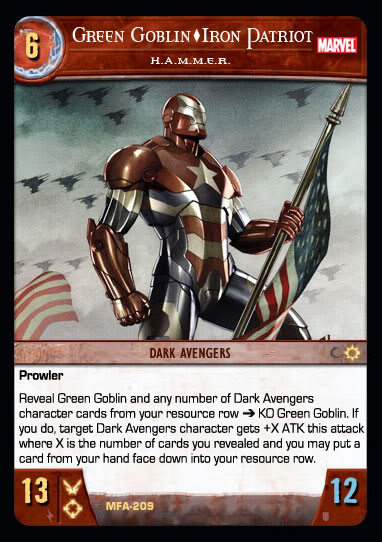 6
Green Goblin♦Iron Patriot
MARVEL
H.A.M.M.E.R.
DARK AVENGERS
Prowler
Reveal Green Goblin and any number of Dark Avengers
character cards from your resource row ➔ KO Green Goblin. If
you do, target Dark Avengers character gets +X ATK this attack
where X is the number of cards you revealed and you may put a
card from your hand face down into your resource row.
13
MFA-209
12